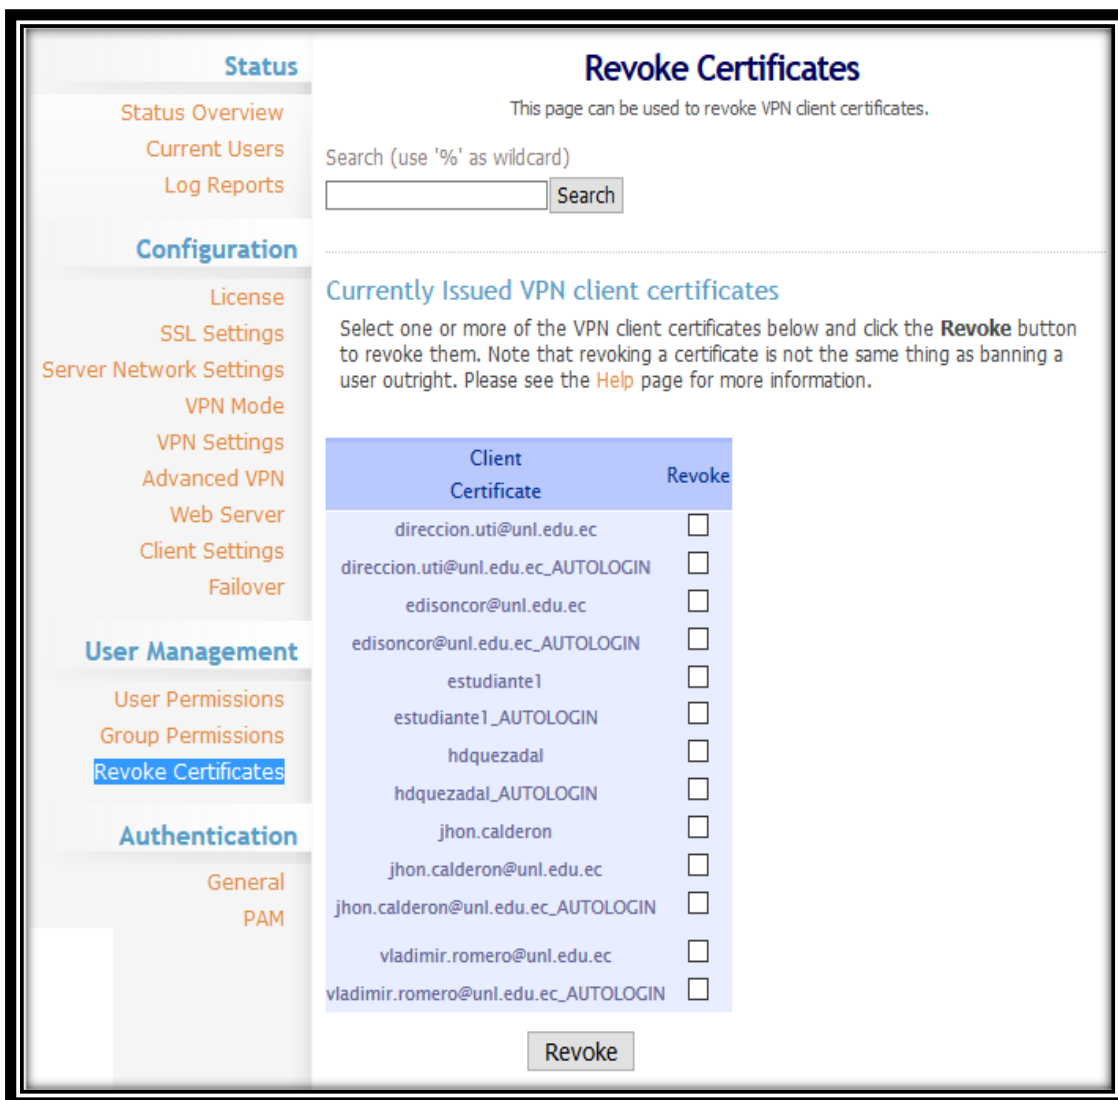 Status
Status Overview
Current Users
Log Reports
Configuration
License
SSL Settings
Server Network Settings
VPN Mode
VPN Settings
Advanced VPN
Web Server
Client Settings
Failover
User Management
User Permissions
Group Permissions
Revoke Certificates
Authentication
General
PAM
Revoke Certificates
This page can be used to revoke VPN client certificates.
Search (use '%' as wildcard)
Search
Currently Issued VPN client certificates
Select one or more of the VPN client certificates below and click the Revoke button
to revoke them. Note that revoking a certificate is not the same thing as banning a
user outright. Please see the Help page for more information.
Client
Certificate
Revoke
direccion.uti@unl.edu.ec
direccion.uti@unl.edu.ec_AUTOLOGIN
edisoncor@unl.edu.ec
edisoncor@unl.edu.ec_AUTOLOGIN
estudiante1
estudiante1_AUTOLOGIN
hdquezadal
hdquezadal_AUTOLOGIN
jhon.calderon
jhon.calderon@unl.edu.ec
jhon.calderon@unl.edu.ec_AUTOLOGIN
vladimir.romero@unl.edu.ec
vladimir.romero@unl.edu.ec_AUTOLOGIN
Revoke